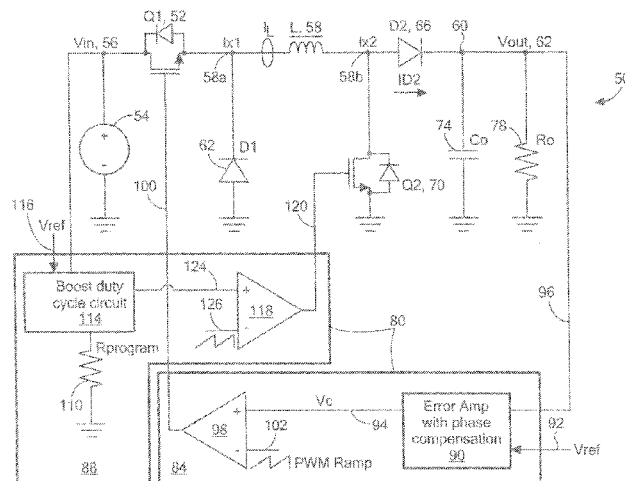 Q1, 52
Vin, 56
lx1
IL
L, 58
lx2
D2, 66
60
Vout, 62
50
58a
58b
ID2
54
62
D1
74
Co
78
Ro
Q2, 70
100
120
116
Vref
124
Boost duty
cycle circuit
114
126
118
80
96
Rprogram
110
Vc
98
102
94
Error Amp
with phase
compensation
90
92
Vref
PWM Ramp
88
84